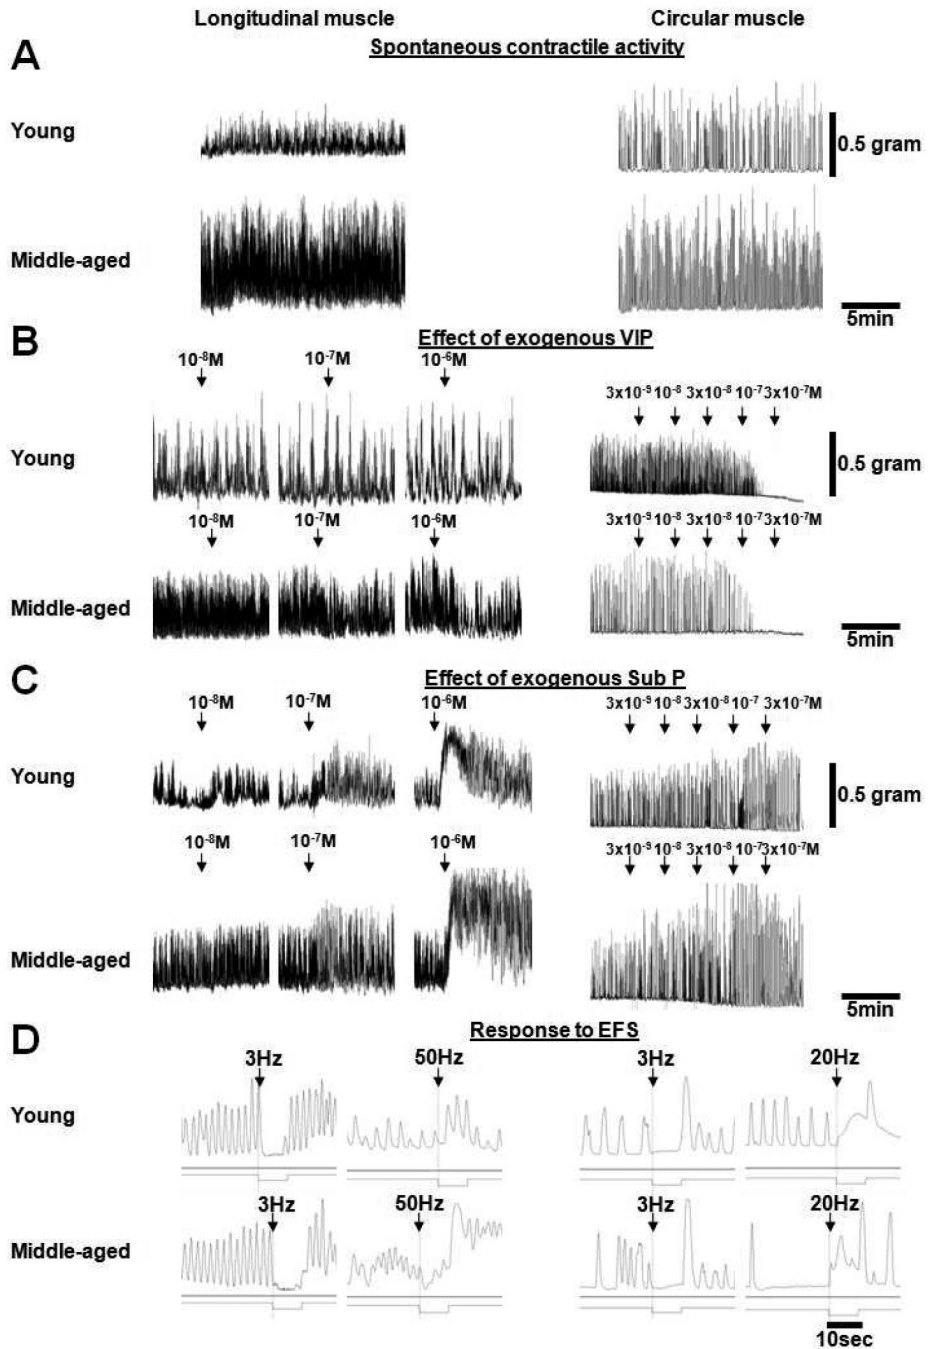 Longitudinal muscle Circular muscle
A Spontaneous contractile activity
Young
0.5 gram
Middle-aged
5min
B Effect of exogenous VIP
10⁻⁸M 10⁻⁷M 10⁻⁶M
3x10⁻⁹ 10⁻⁸ 3x10⁻⁸ 10⁻⁷ 3x10⁻⁷M
Young
0.5 gram
10⁻⁸M 10⁻⁷M 10⁻⁶M
3x10⁻⁹ 10⁻⁸ 3x10⁻⁸ 10⁻⁷ 3x10⁻⁷M
Middle-aged
5min
C Effect of exogenous Sub P
10⁻⁸M 10⁻⁷M 10⁻⁶M
3x10⁻⁹ 10⁻⁸ 3x10⁻⁸ 10⁻⁷ 3x10⁻⁷M
Young
0.5 gram
10⁻⁸M 10⁻⁷M 10⁻⁶M
3x10⁻⁹ 10⁻⁸ 3x10⁻⁸ 10⁻⁷ 3x10⁻⁷M
Middle-aged
5min
D Response to EFS
3Hz 50Hz 3Hz 20Hz
Young
3Hz 50Hz 3Hz 20Hz
Middle-aged
10sec